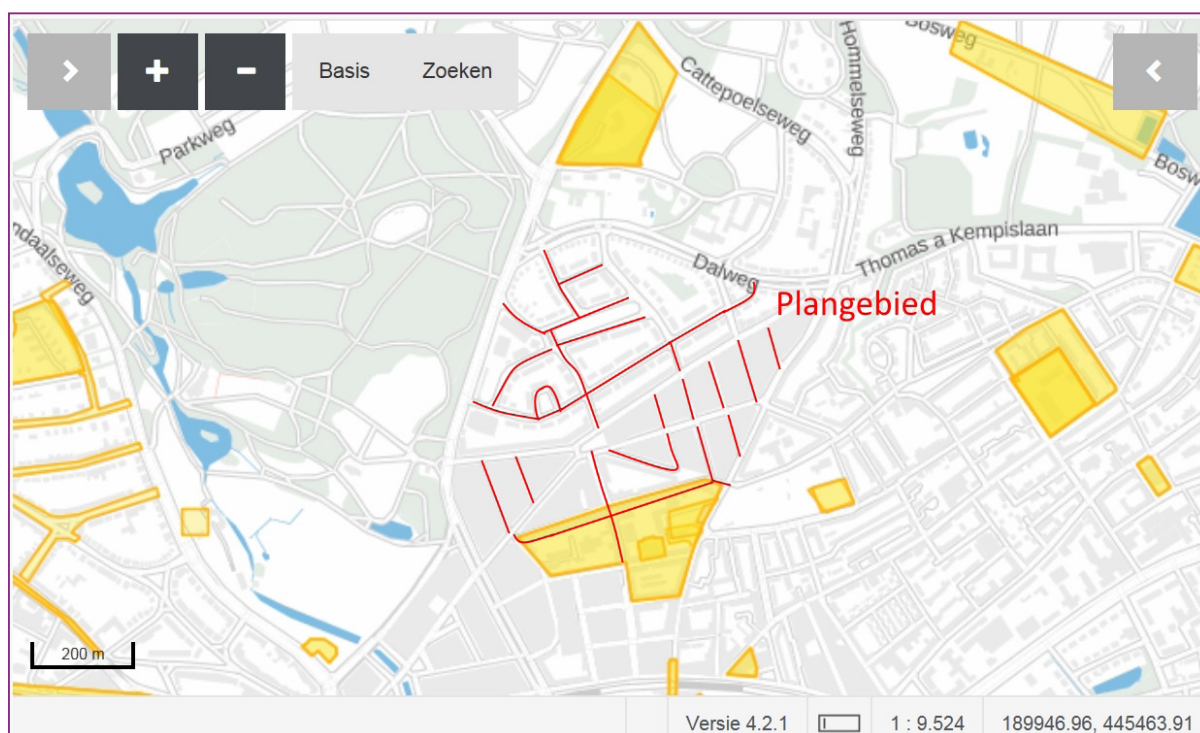 Bosweg
Basis
Zoeken
Cattepoelseweg
Hommelseweg
Parkweg
Bosw
ndaalseweg
Dalweg
Thomas a Kempislaan
Plangebied
200 m
Versie 4.2.1
1 : 9.524
189946.96, 445463.91